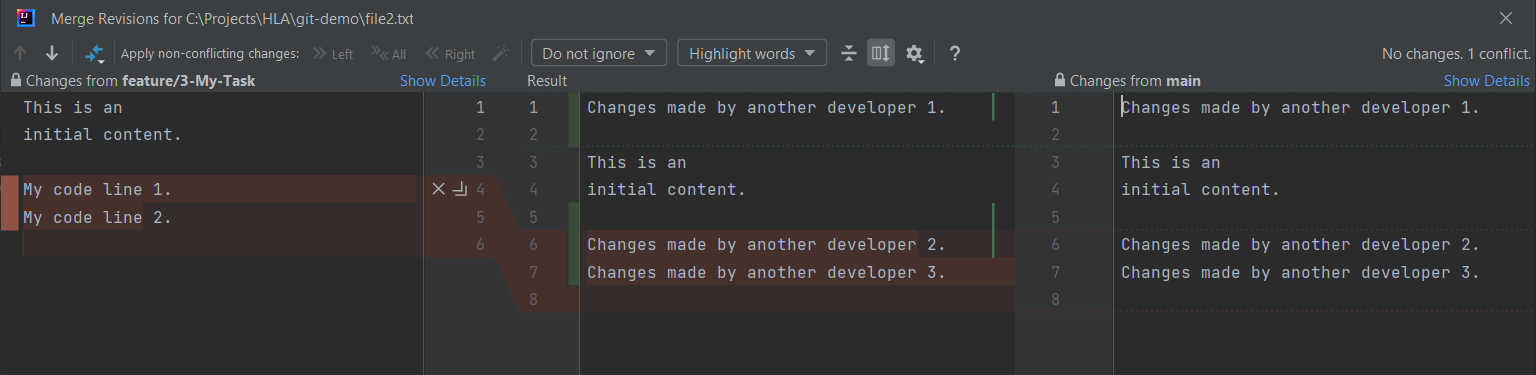 Merge Revisions for C:\Projects\HLA\git-demo\file2.txt
Apply non-conflicting changes: Left All Right Do not ignore Highlight words ? No changes. 1 conflict.
Changes from feature/3-My-Task Show Details Result Changes from main Show Details
This is an
initial content.
My code line 1.
My code line 2.
1
2
3
4
5
6
1 Changes made by another developer 1.
2
3 This is an
4 initial content.
5
6 Changes made by another developer 2.
7 Changes made by another developer 3.
8
1 Changes made by another developer 1.
2
3 This is an
4 initial content.
5
6 Changes made by another developer 2.
7 Changes made by another developer 3.
8